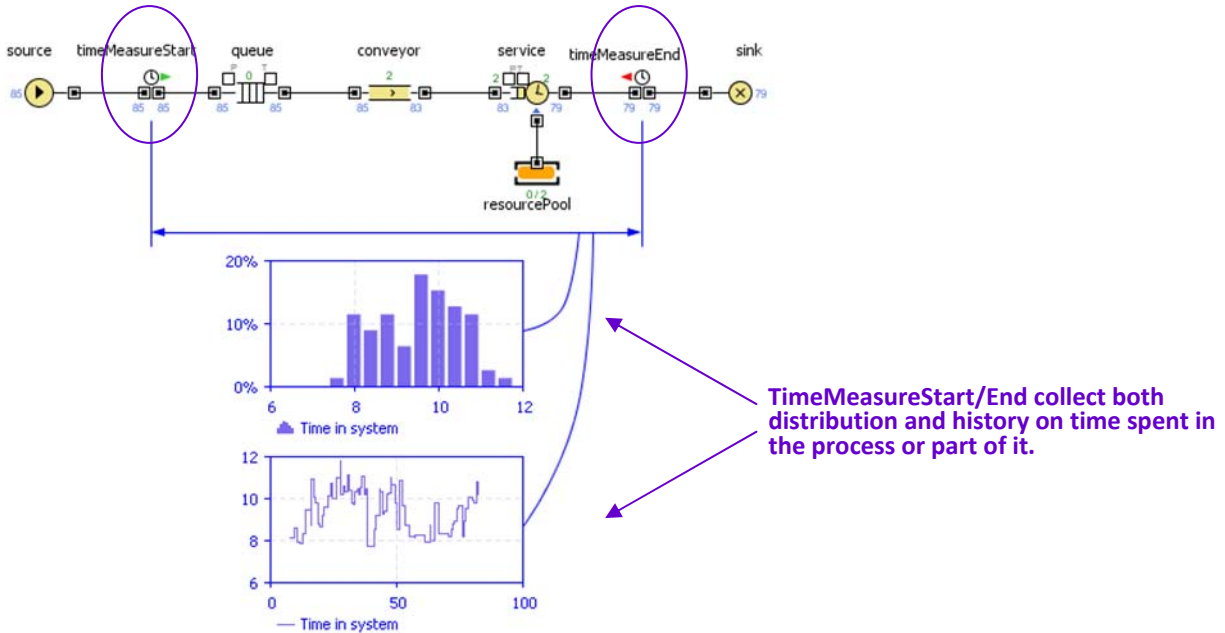 source timeMeasureStart queue conveyor service timeMeasureEnd sink
P T
0 2 2 PT 2
85 79
85 85 85 85 85 83 83 79 79 79
0/2
resourcePool
20%
10%
0%
6 8 10 12
Time in system
TimeMeasureStart/End collect both
distribution and history on time spent in
the process or part of it.
12
10
8
6
0 50 100
Time in system